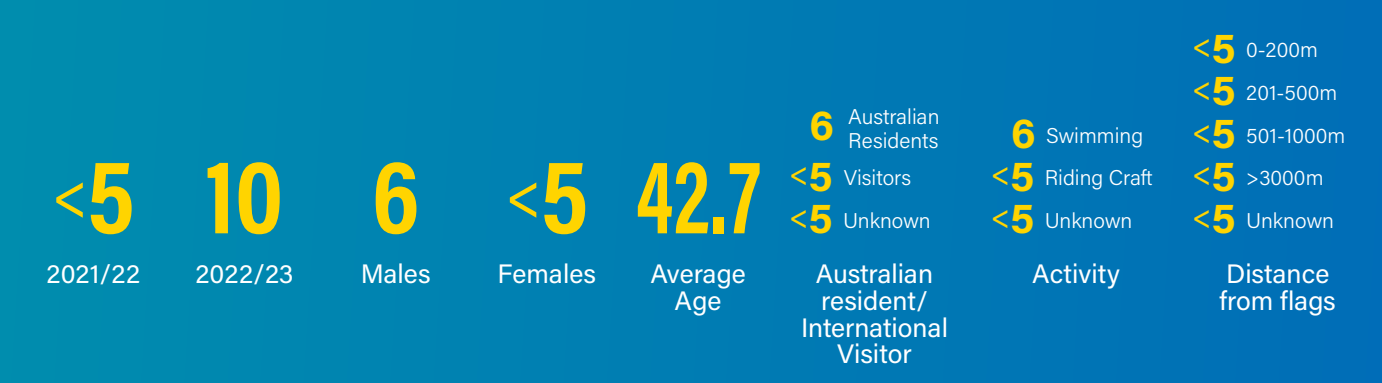 <5
2021/22
10
2022/23
6
Males
<5
Females
42.7
Average
Age
6 Australian
Residents
<5 Visitors
<5 Unknown
Australian
resident/
International
Visitor
6 Swimming
<5 Riding Craft
<5 Unknown
Activity
<5 0-200m
<5 201-500m
<5 501-1000m
<5 >3000m
<5 Unknown
Distance
from flags